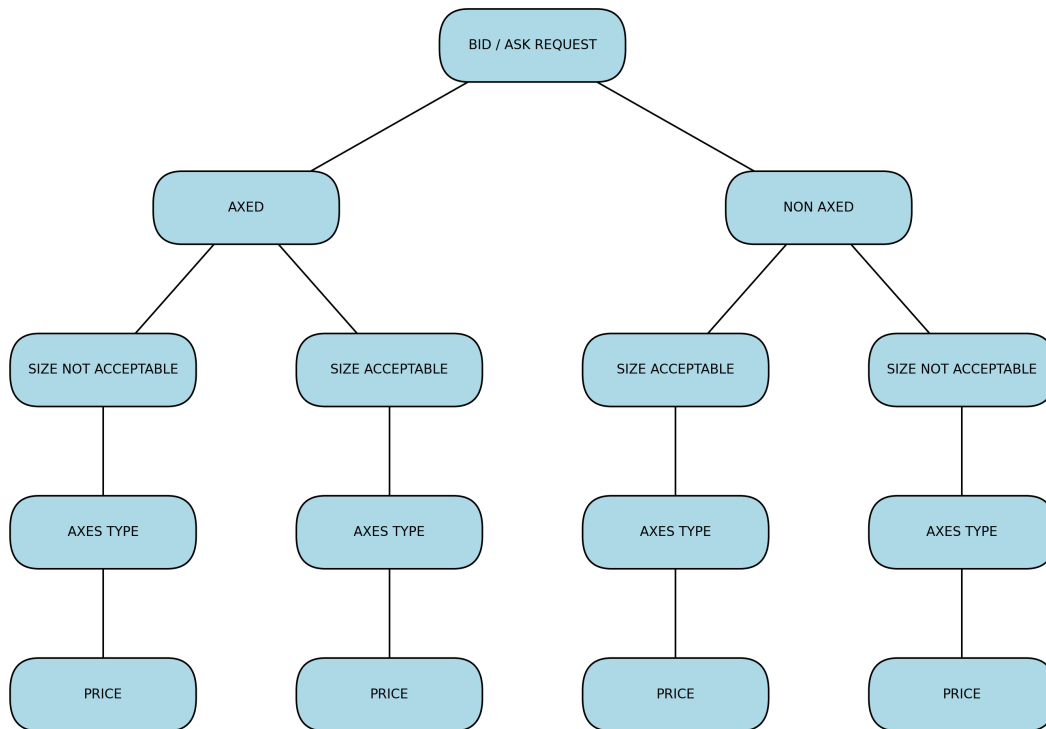 BID / ASK REQUEST
AXED
NON AXED
SIZE NOT ACCEPTABLE
SIZE ACCEPTABLE
SIZE ACCEPTABLE
SIZE NOT ACCEPTABLE
AXES TYPE
AXES TYPE
AXES TYPE
AXES TYPE
PRICE
PRICE
PRICE
PRICE